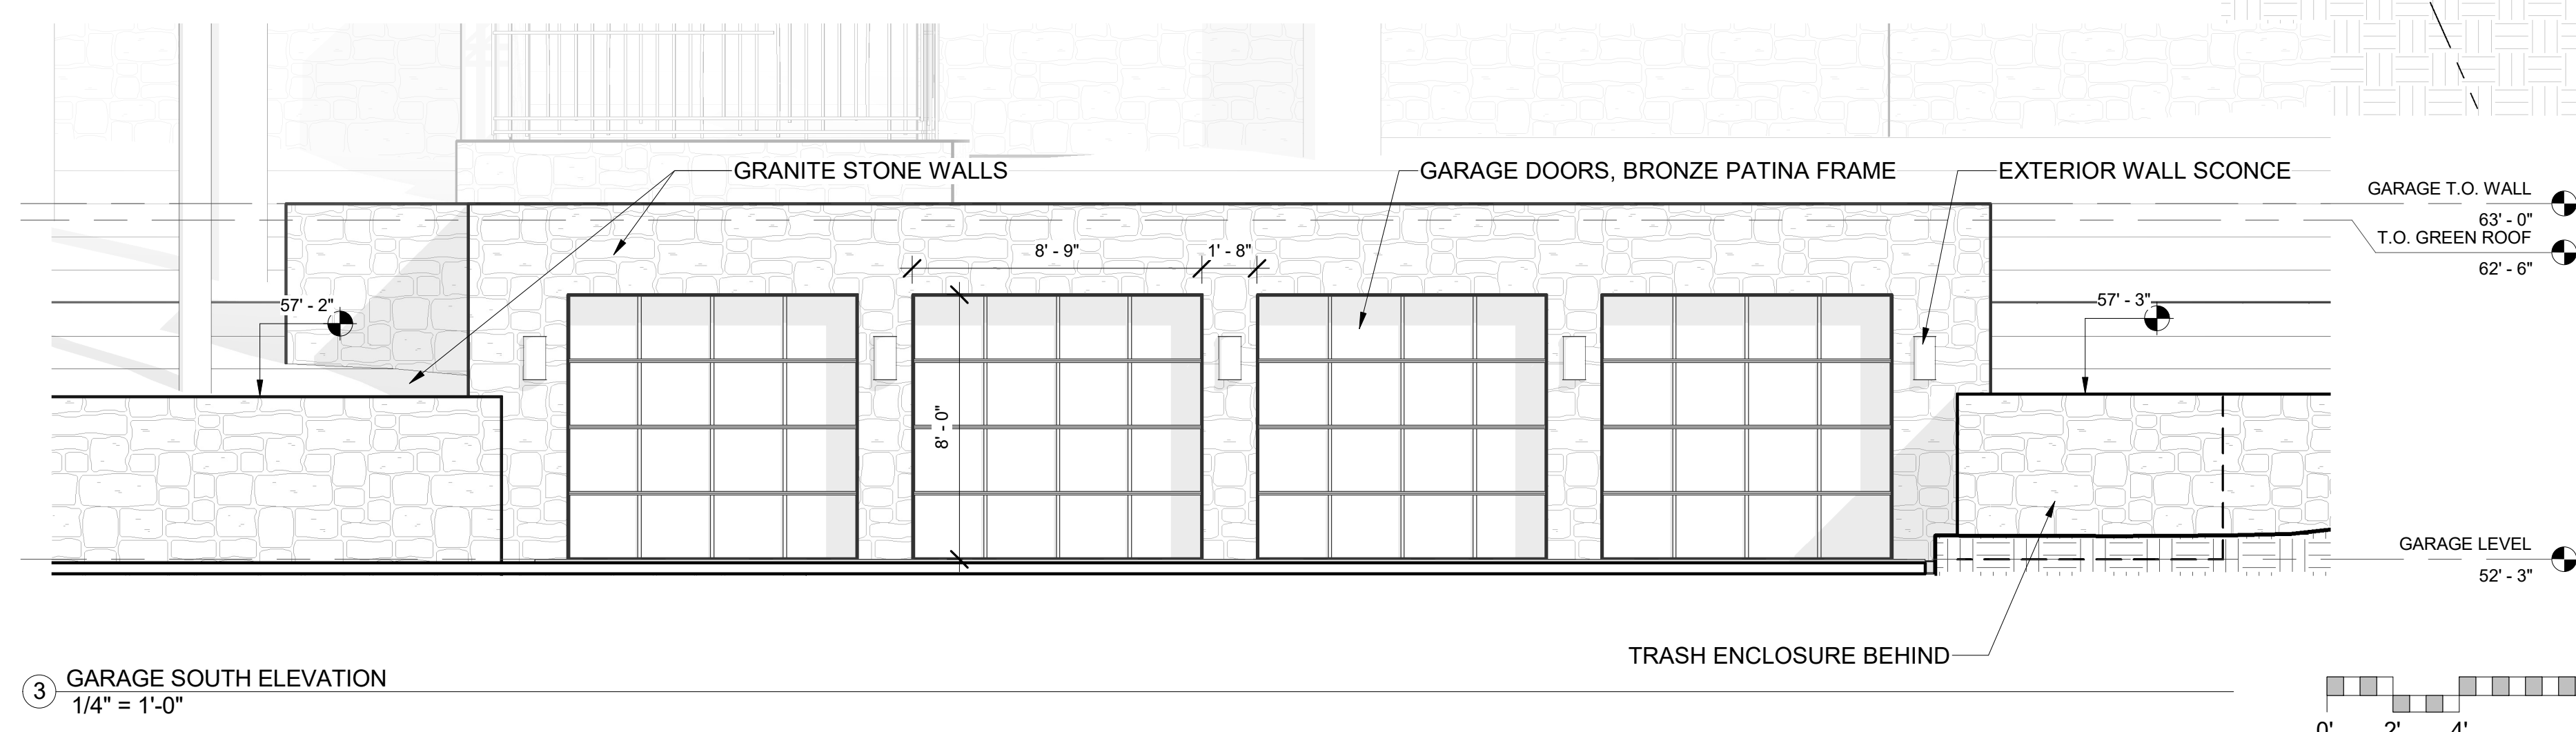 GRANITE STONE WALLS
GARAGE DOORS, BRONZE PATINA FRAME
EXTERIOR WALL SCONCE
GARAGE T.O. WALL
63' - 0"
T.O. GREEN ROOF
62' - 6"
8' - 9"
1' - 8"
57' - 2"
57' - 3"
8' - 0"
GARAGE LEVEL
52' - 3"
TRASH ENCLOSURE BEHIND
3
GARAGE SOUTH ELEVATION
1/4" = 1'-0"
0'
2'
4'